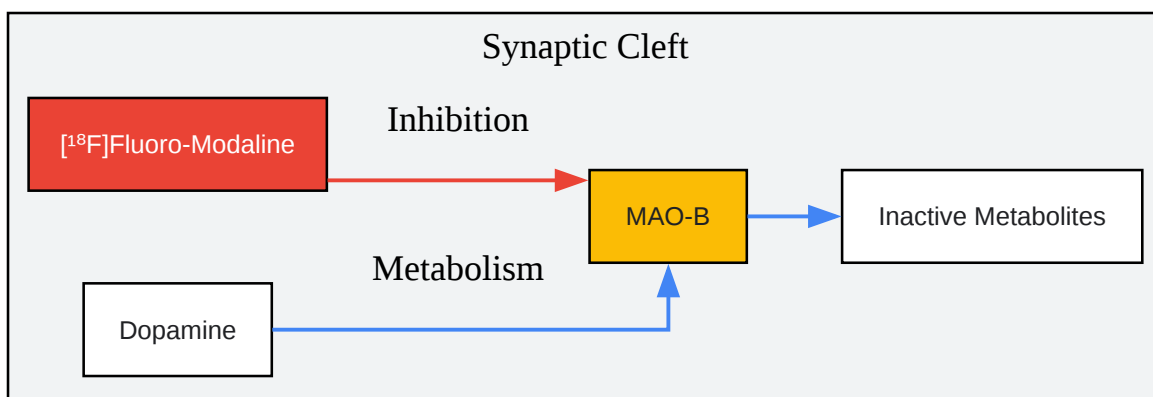 Synaptic Cleft
Inhibition
[¹⁸F]Fluoro-Modaline
MAO-B
Inactive Metabolites
Metabolism
Dopamine